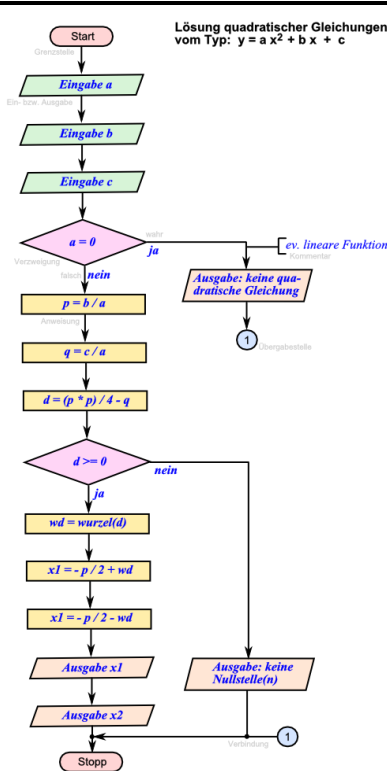 Lösung quadratischer Gleichungen
vom Typ: y = a x² + b x + c
Start
Grenzstelle
Eingabe a
Ein- bzw. Ausgabe
Eingabe b
Eingabe c
a = 0
wahr
ja
Verzweigung
falsch
nein
ev. lineare Funktion
Kommentar
Ausgabe: keine qua-
dratische Gleichung
1
Übergabestelle
p = b / a
Anweisung
q = c / a
d = (p * p) / 4 - q
d >= 0
nein
ja
wd = wurzel(d)
x1 = - p / 2 + wd
x1 = - p / 2 - wd
Ausgabe x1
Ausgabe: keine
Nullstelle(n)
Ausgabe x2
Verbindung
1
Stopp